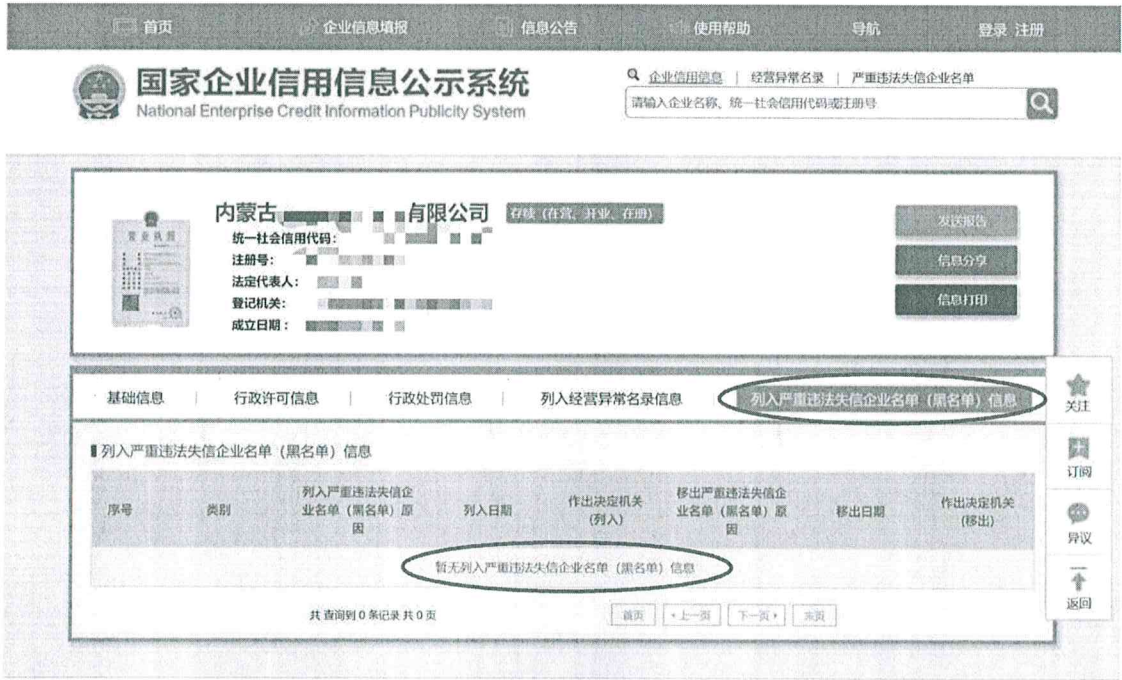 首页 企业信息填报 信息公告 使用帮助 导航 登录 注册
国家企业信用信息公示系统
National Enterprise Credit Information Publicity System
企业信用信息 | 经营异常名录 | 严重违法失信企业名单
请输入企业名称、统一社会信用代码或注册号
营业执照
内蒙古 有限公司 存续（在营、开业、在册）
统一社会信用代码：
注册号：
法定代表人：
登记机关：
成立日期：
发送报告
信息分享
信息打印
基础信息 | 行政许可信息 | 行政处罚信息 | 列入经营异常名录信息 列入严重违法失信企业名单（黑名单）信息
列入严重违法失信企业名单（黑名单）信息
序号 类别 列入严重违法失信企业名单（黑名单）原因 列入日期 作出决定机关(列入) 移出严重违法失信企业名单（黑名单）原因 移出日期 作出决定机关(移出)
暂无列入严重违法失信企业名单（黑名单）信息
共 查询到 0 条记录 共 0 页 首页 上一页 下一页 末页
关注
订阅
异议
返回